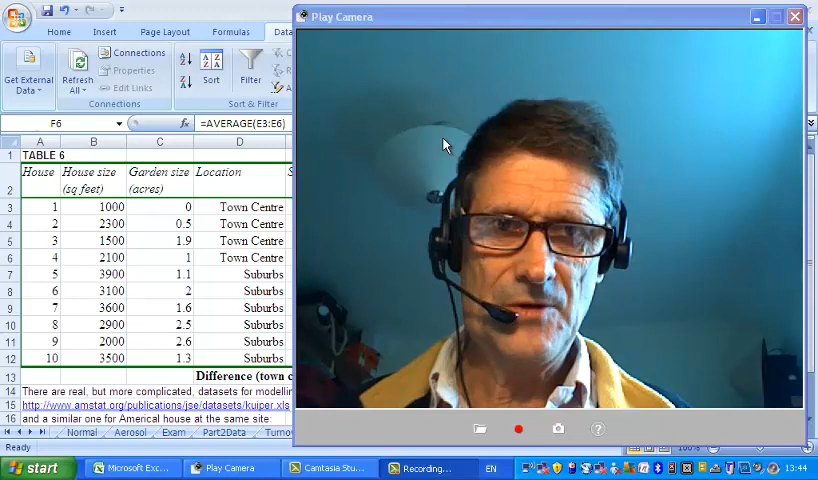 Play Camera
Home Insert Page Layout Formulas Data
Get External Data
Refresh All
Connections
Properties
Edit Links
Connections
Sort
Filter
Sort & Filter
F6 fx =AVERAGE(E3:E6)
A B C D
1 TABLE 6
2 House House size (sq feet) Garden size (acres) Location
3 1 1000 0 Town Centre
4 2 2300 0.5 Town Centre
5 3 1500 1.9 Town Centre
6 4 2100 1 Town Centre
7 5 3900 1.1 Suburbs
8 6 3100 2 Suburbs
9 7 3600 1.6 Suburbs
10 8 2900 2.5 Suburbs
11 9 2000 2.6 Suburbs
12 10 3500 1.3 Suburbs
13 Difference (town c
14 There are real, but more complicated, datasets for modellin
15 http://www.amstat.org/publications/jse/datasets/kuiper.xls
16 and a similar one for Americal house at the same site:
Normal Aerosol Exam Part2Data Turnov
Ready 100%
start Microsoft Exc... Play Camera Camtasia Stu... Recording... EN 13:44